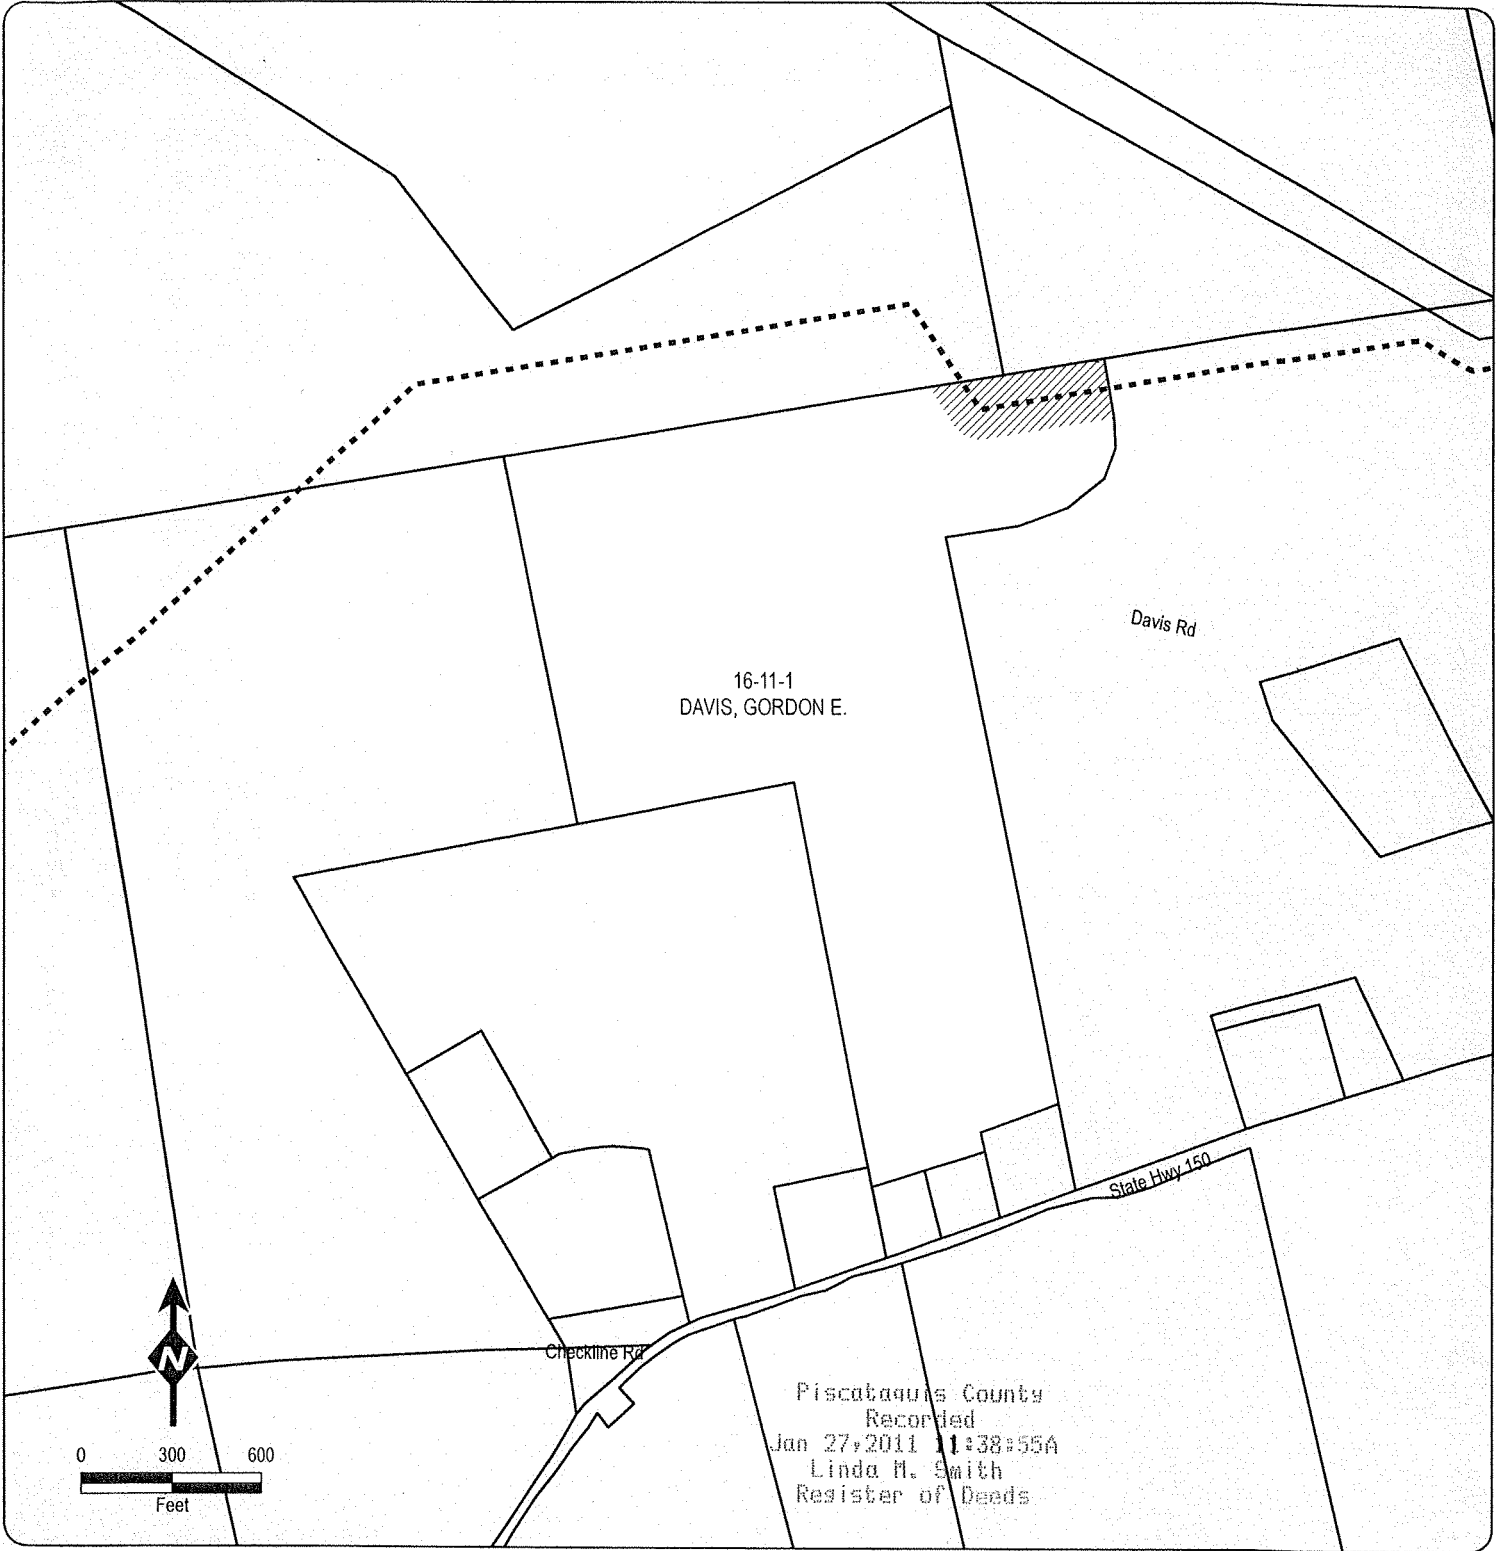 Davis Rd
16-11-1
DAVIS, GORDON E.
State Hwy 150
Checkline Rd
N
0 300 600
Feet
Piscataquis County
Recorded
Jan 27,2011 11:38:55A
Linda M. Smith
Register of Deeds